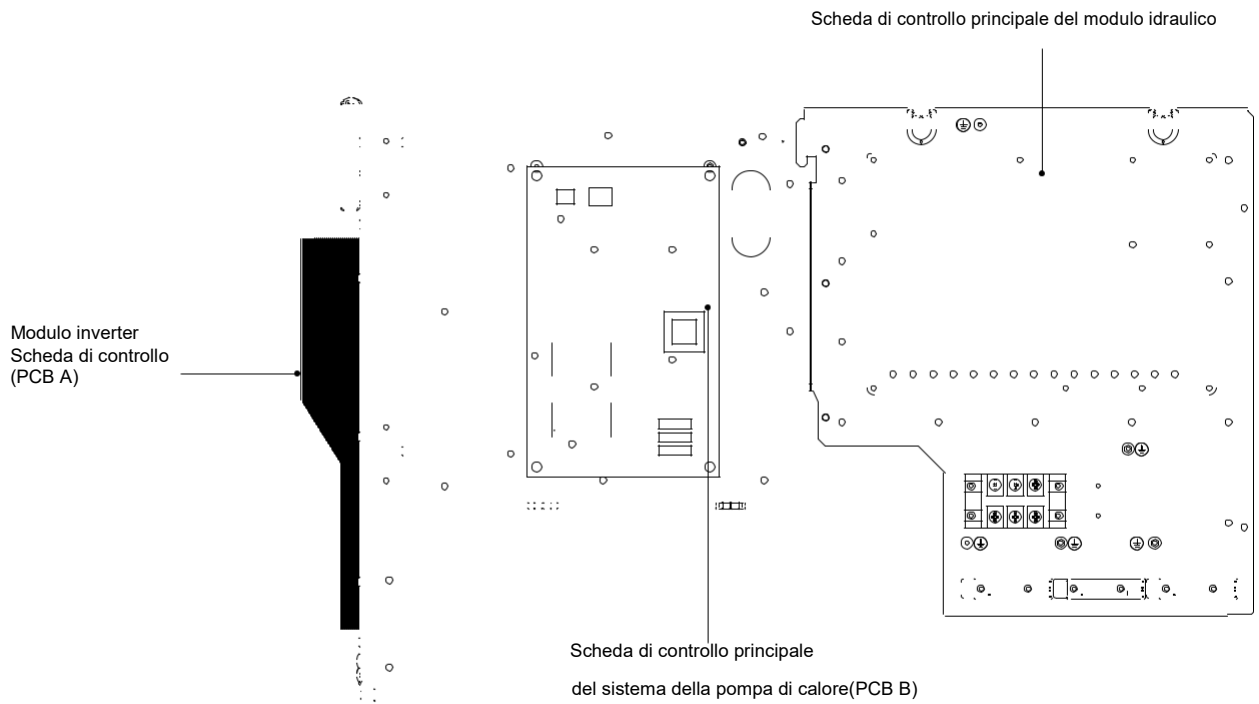 Scheda di controllo principale del modulo idraulico
Modulo inverter
Scheda di controllo
(PCB A)
Scheda di controllo principale
del sistema della pompa di calore(PCB B)